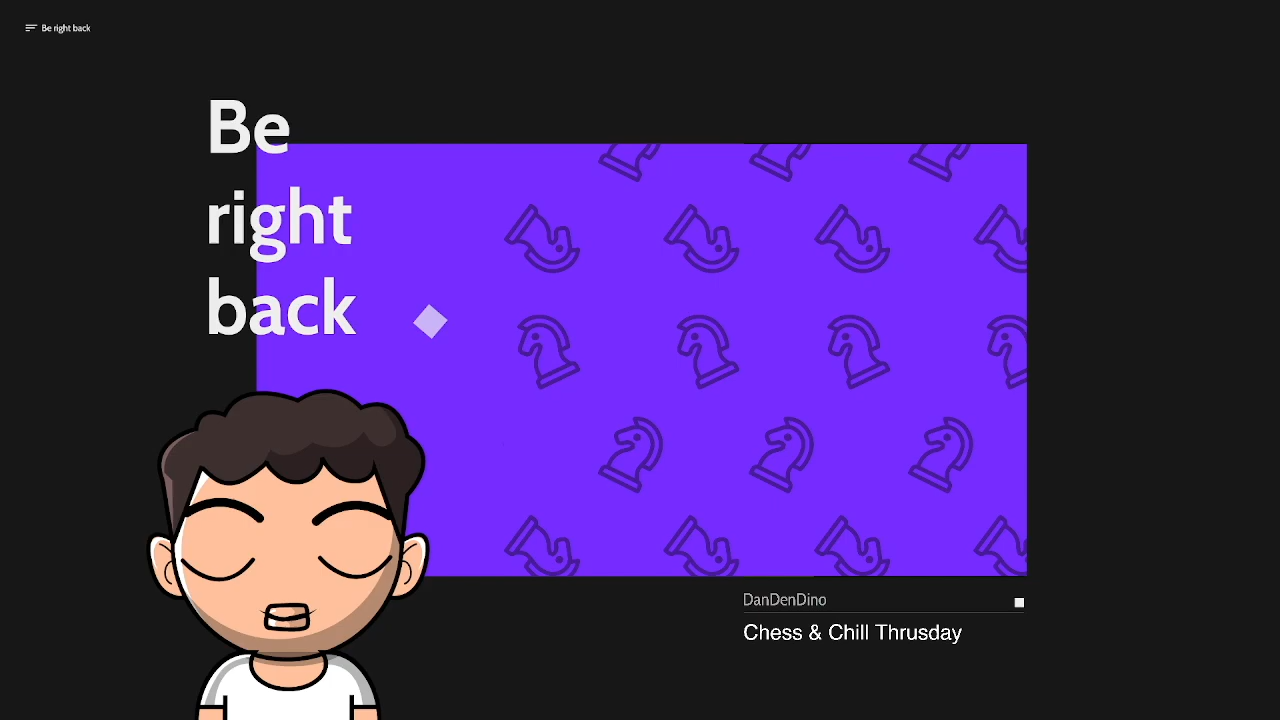 Be right back
Be
right
back
DanDenDino
Chess & Chill Thrusday